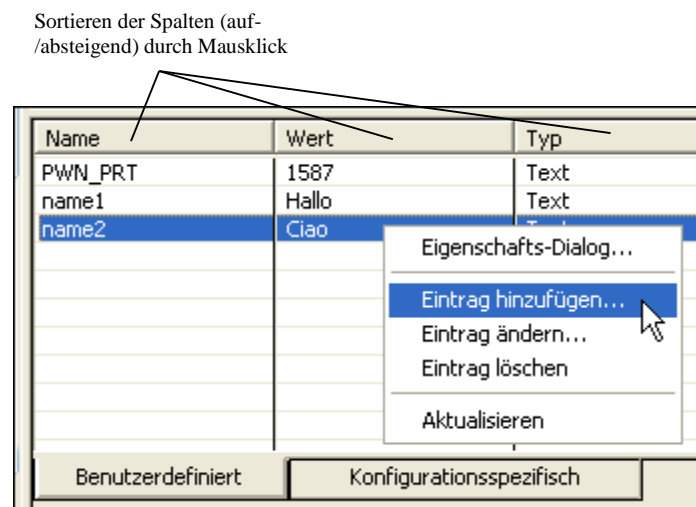 Sortieren der Spalten (auf-
/absteigend) durch Mausklick
Name Wert Typ
PWN_PRT 1587 Text
name1 Hallo Text
name2 Ciao
Eigenschafts-Dialog...
Eintrag hinzufügen...
Eintrag ändern...
Eintrag löschen
Aktualisieren
Benutzerdefiniert Konfigurationsspezifisch